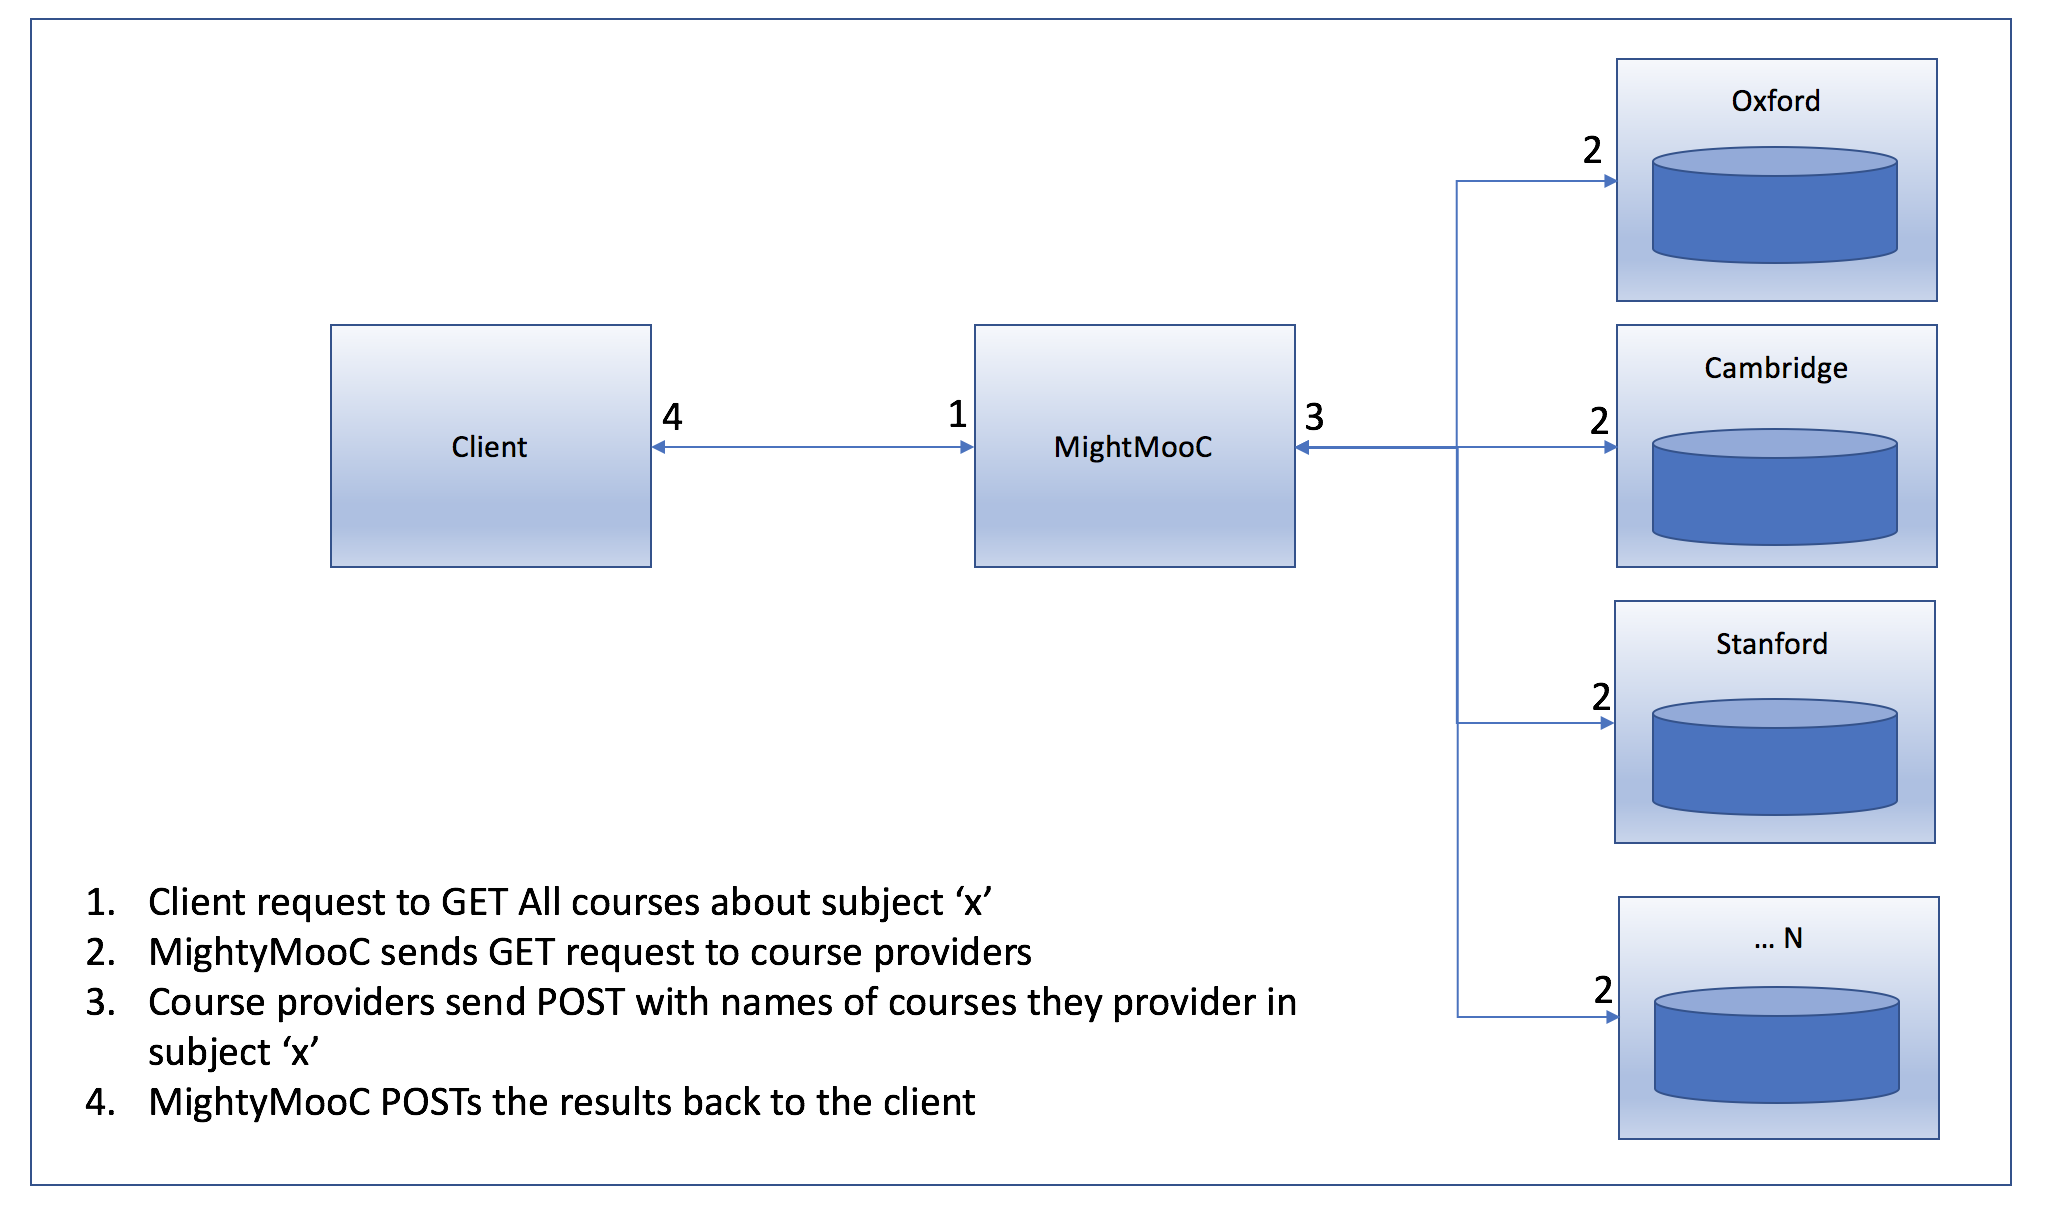 Oxford
2
Cambridge
Client
4
1
MightMooC
3
2
Stanford
2
... N
2
1. Client request to GET All courses about subject ‘x’
2. MightyMooC sends GET request to course providers
3. Course providers send POST with names of courses they provider in
subject ‘x’
4. MightyMooC POSTs the results back to the client